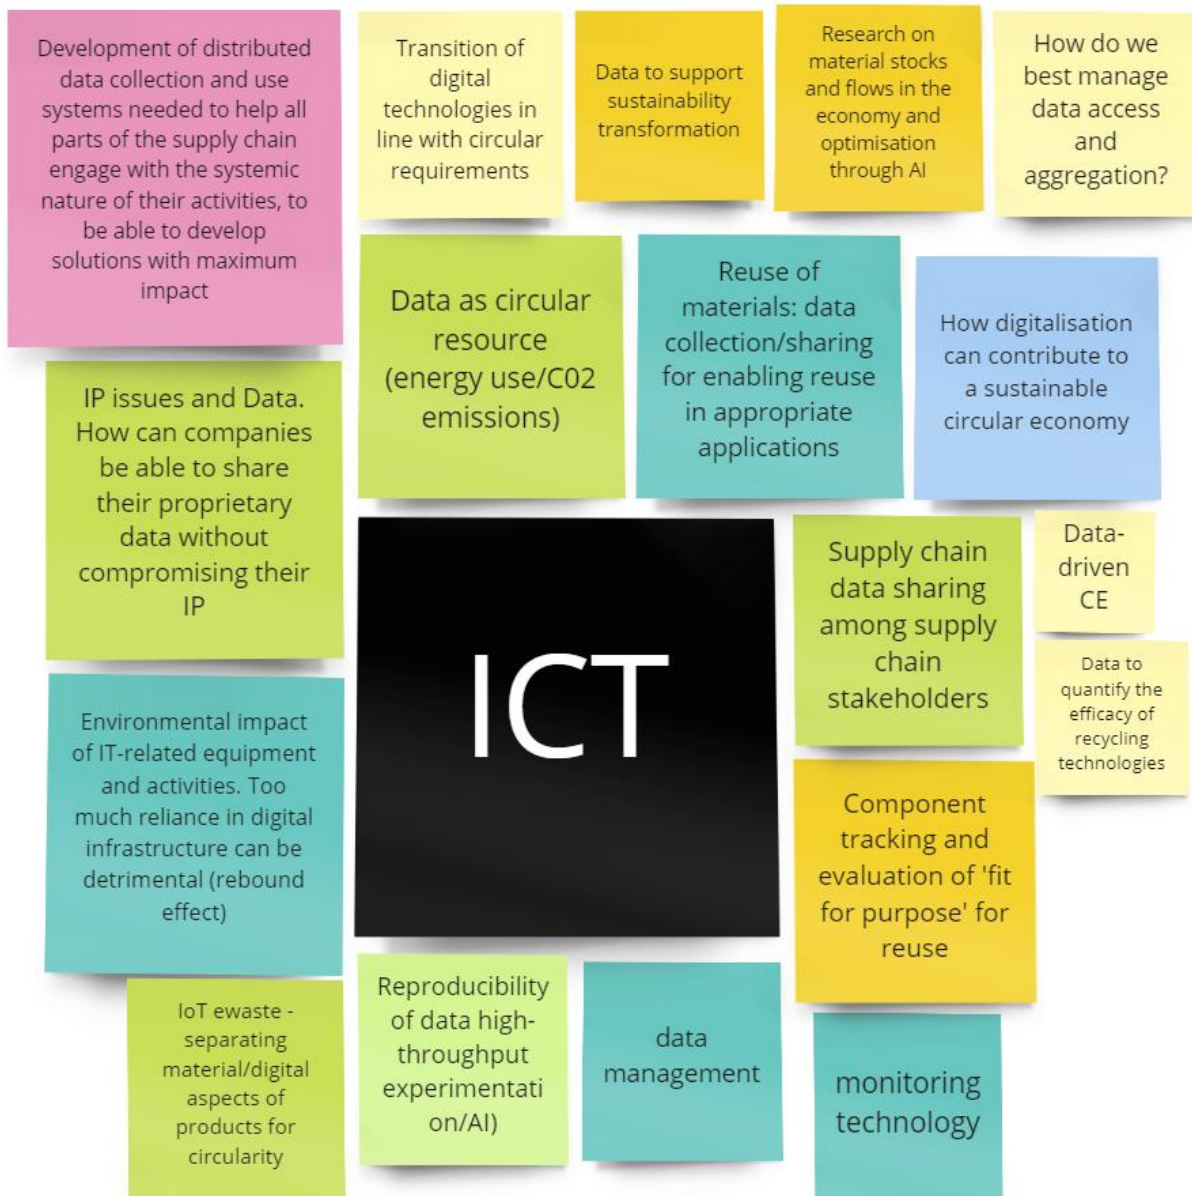 Development of distributed
data collection and use
systems needed to help all
parts of the supply chain
engage with the systemic
nature of their activities, to
be able to develop
solutions with maximum
impact
Transition of
digital
technologies in
line with circular
requirements
Data to support
sustainability
transformation
Research on
material stocks
and flows in the
economy and
optimisation
through AI
How do we
best manage
data access
and
aggregation?
Data as circular
resource
(energy use/C02
emissions)
Reuse of
materials: data
collection/sharing
for enabling reuse
in appropriate
applications
How digitalisation
can contribute to
a sustainable
circular economy
IP issues and Data.
How can companies
be able to share
their proprietary
data without
compromising their
IP
ICT
Supply chain
data sharing
among supply
chain
stakeholders
Data-
driven
CE
Data to
quantify the
efficacy of
recycling
technologies
Environmental impact
of IT-related equipment
and activities. Too
much reliance in digital
infrastructure can be
detrimental (rebound
effect)
Component
tracking and
evaluation of 'fit
for purpose' for
reuse
IoT ewaste -
separating
material/digital
aspects of
products for
circularity
Reproducibility
of data high-
throughput
experimentati
on/AI)
data
management
monitoring
technology